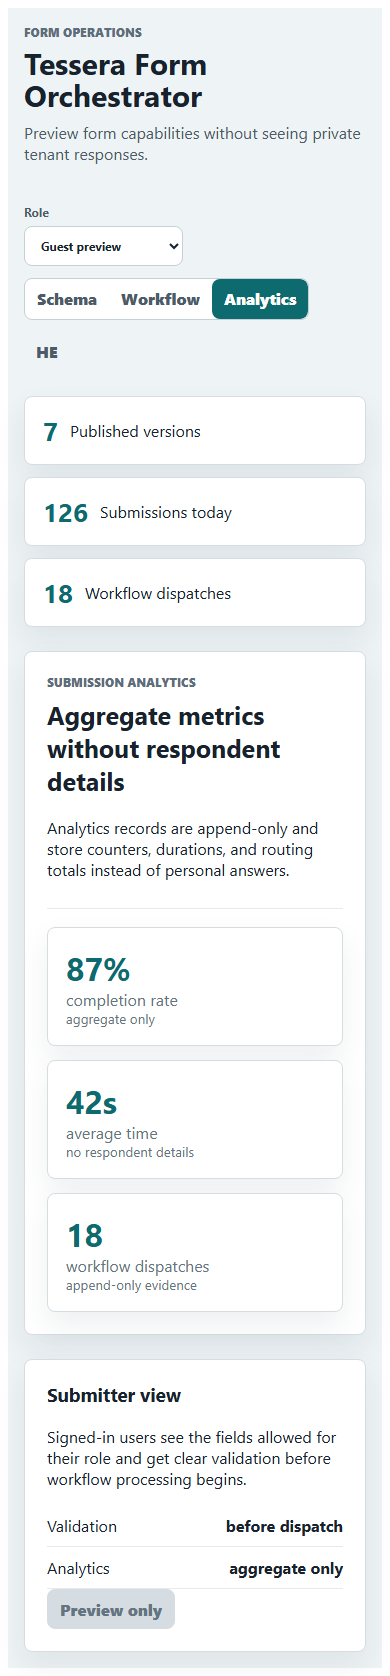 FORM OPERATIONS
Tessera Form
Orchestrator
Preview form capabilities without seeing private
tenant responses.
Role
Guest preview
Schema Workflow Analytics
HE
7 Published versions
126 Submissions today
18 Workflow dispatches
SUBMISSION ANALYTICS
Aggregate metrics
without respondent
details
Analytics records are append-only and
store counters, durations, and routing
totals instead of personal answers.
87%
completion rate
aggregate only
42s
average time
no respondent details
18
workflow dispatches
append-only evidence
Submitter view
Signed-in users see the fields allowed for
their role and get clear validation before
workflow processing begins.
Validation before dispatch
Analytics aggregate only
Preview only